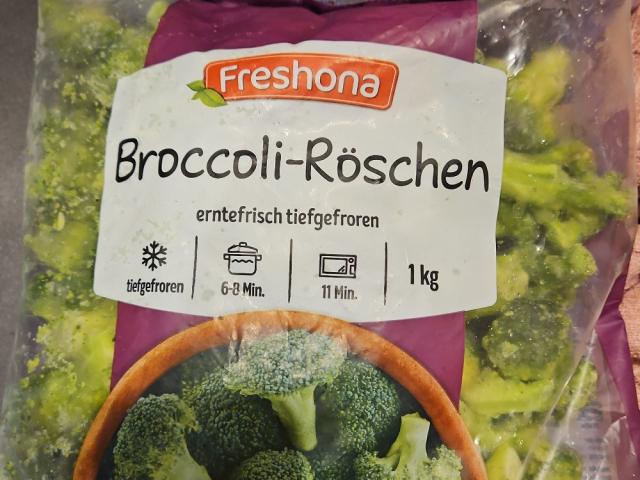 Freshona
Broccoli-Röschen
erntefrisch tiefgefroren
tiefgefroren
6-8 Min.
11 Min.
1 kg